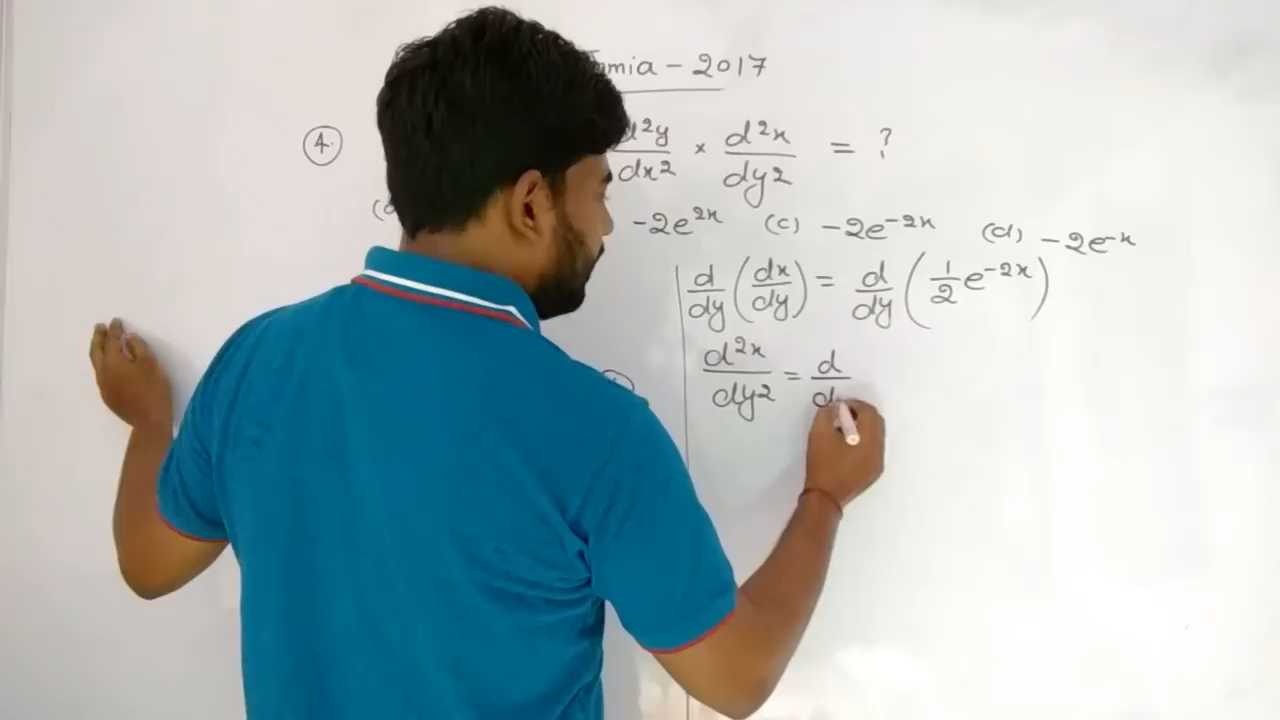 - 2017
4. d²y/dx² × d²x/dy² = ?
-2e²ˣ (c) -2e⁻²ˣ (d) -2e⁻ˣ
d/dy (dx/dy) = d/dy (1/2 e⁻²ˣ)
d²x/dy² = d/